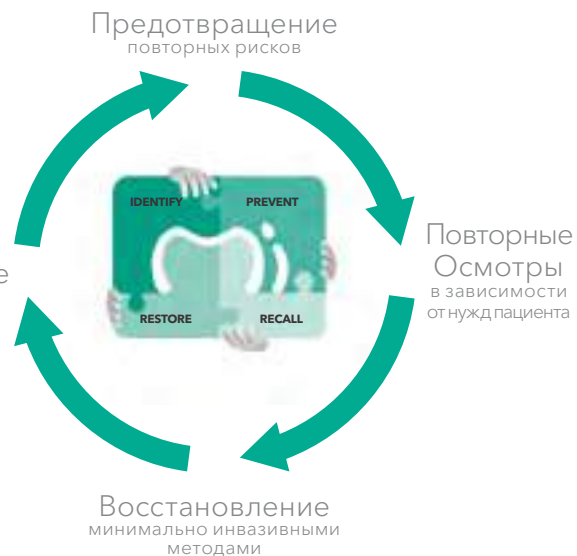 Предотвращение
повторных рисков
IDENTIFY
PREVENT
Повторные
Осмотры
в зависимости
от нужд пациента
е
RESTORE
RECALL
Восстановление
минимально инвазивными
методами